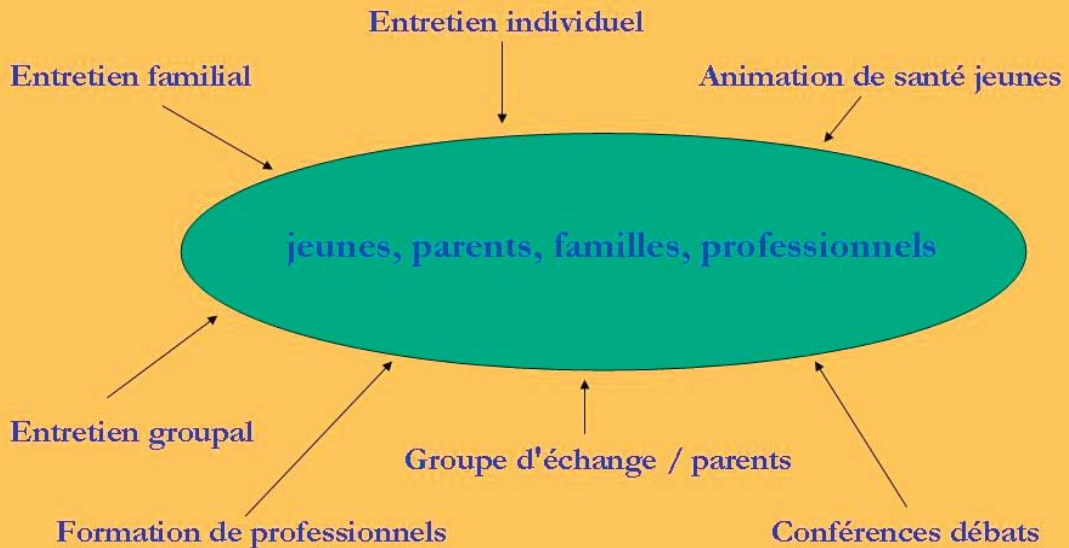 Entretien individuel
Entretien familial
Animation de santé jeunes
jeunes, parents, familles, professionnels
Entretien groupal
Groupe d'échange / parents
Formation de professionnels
Conférences débats